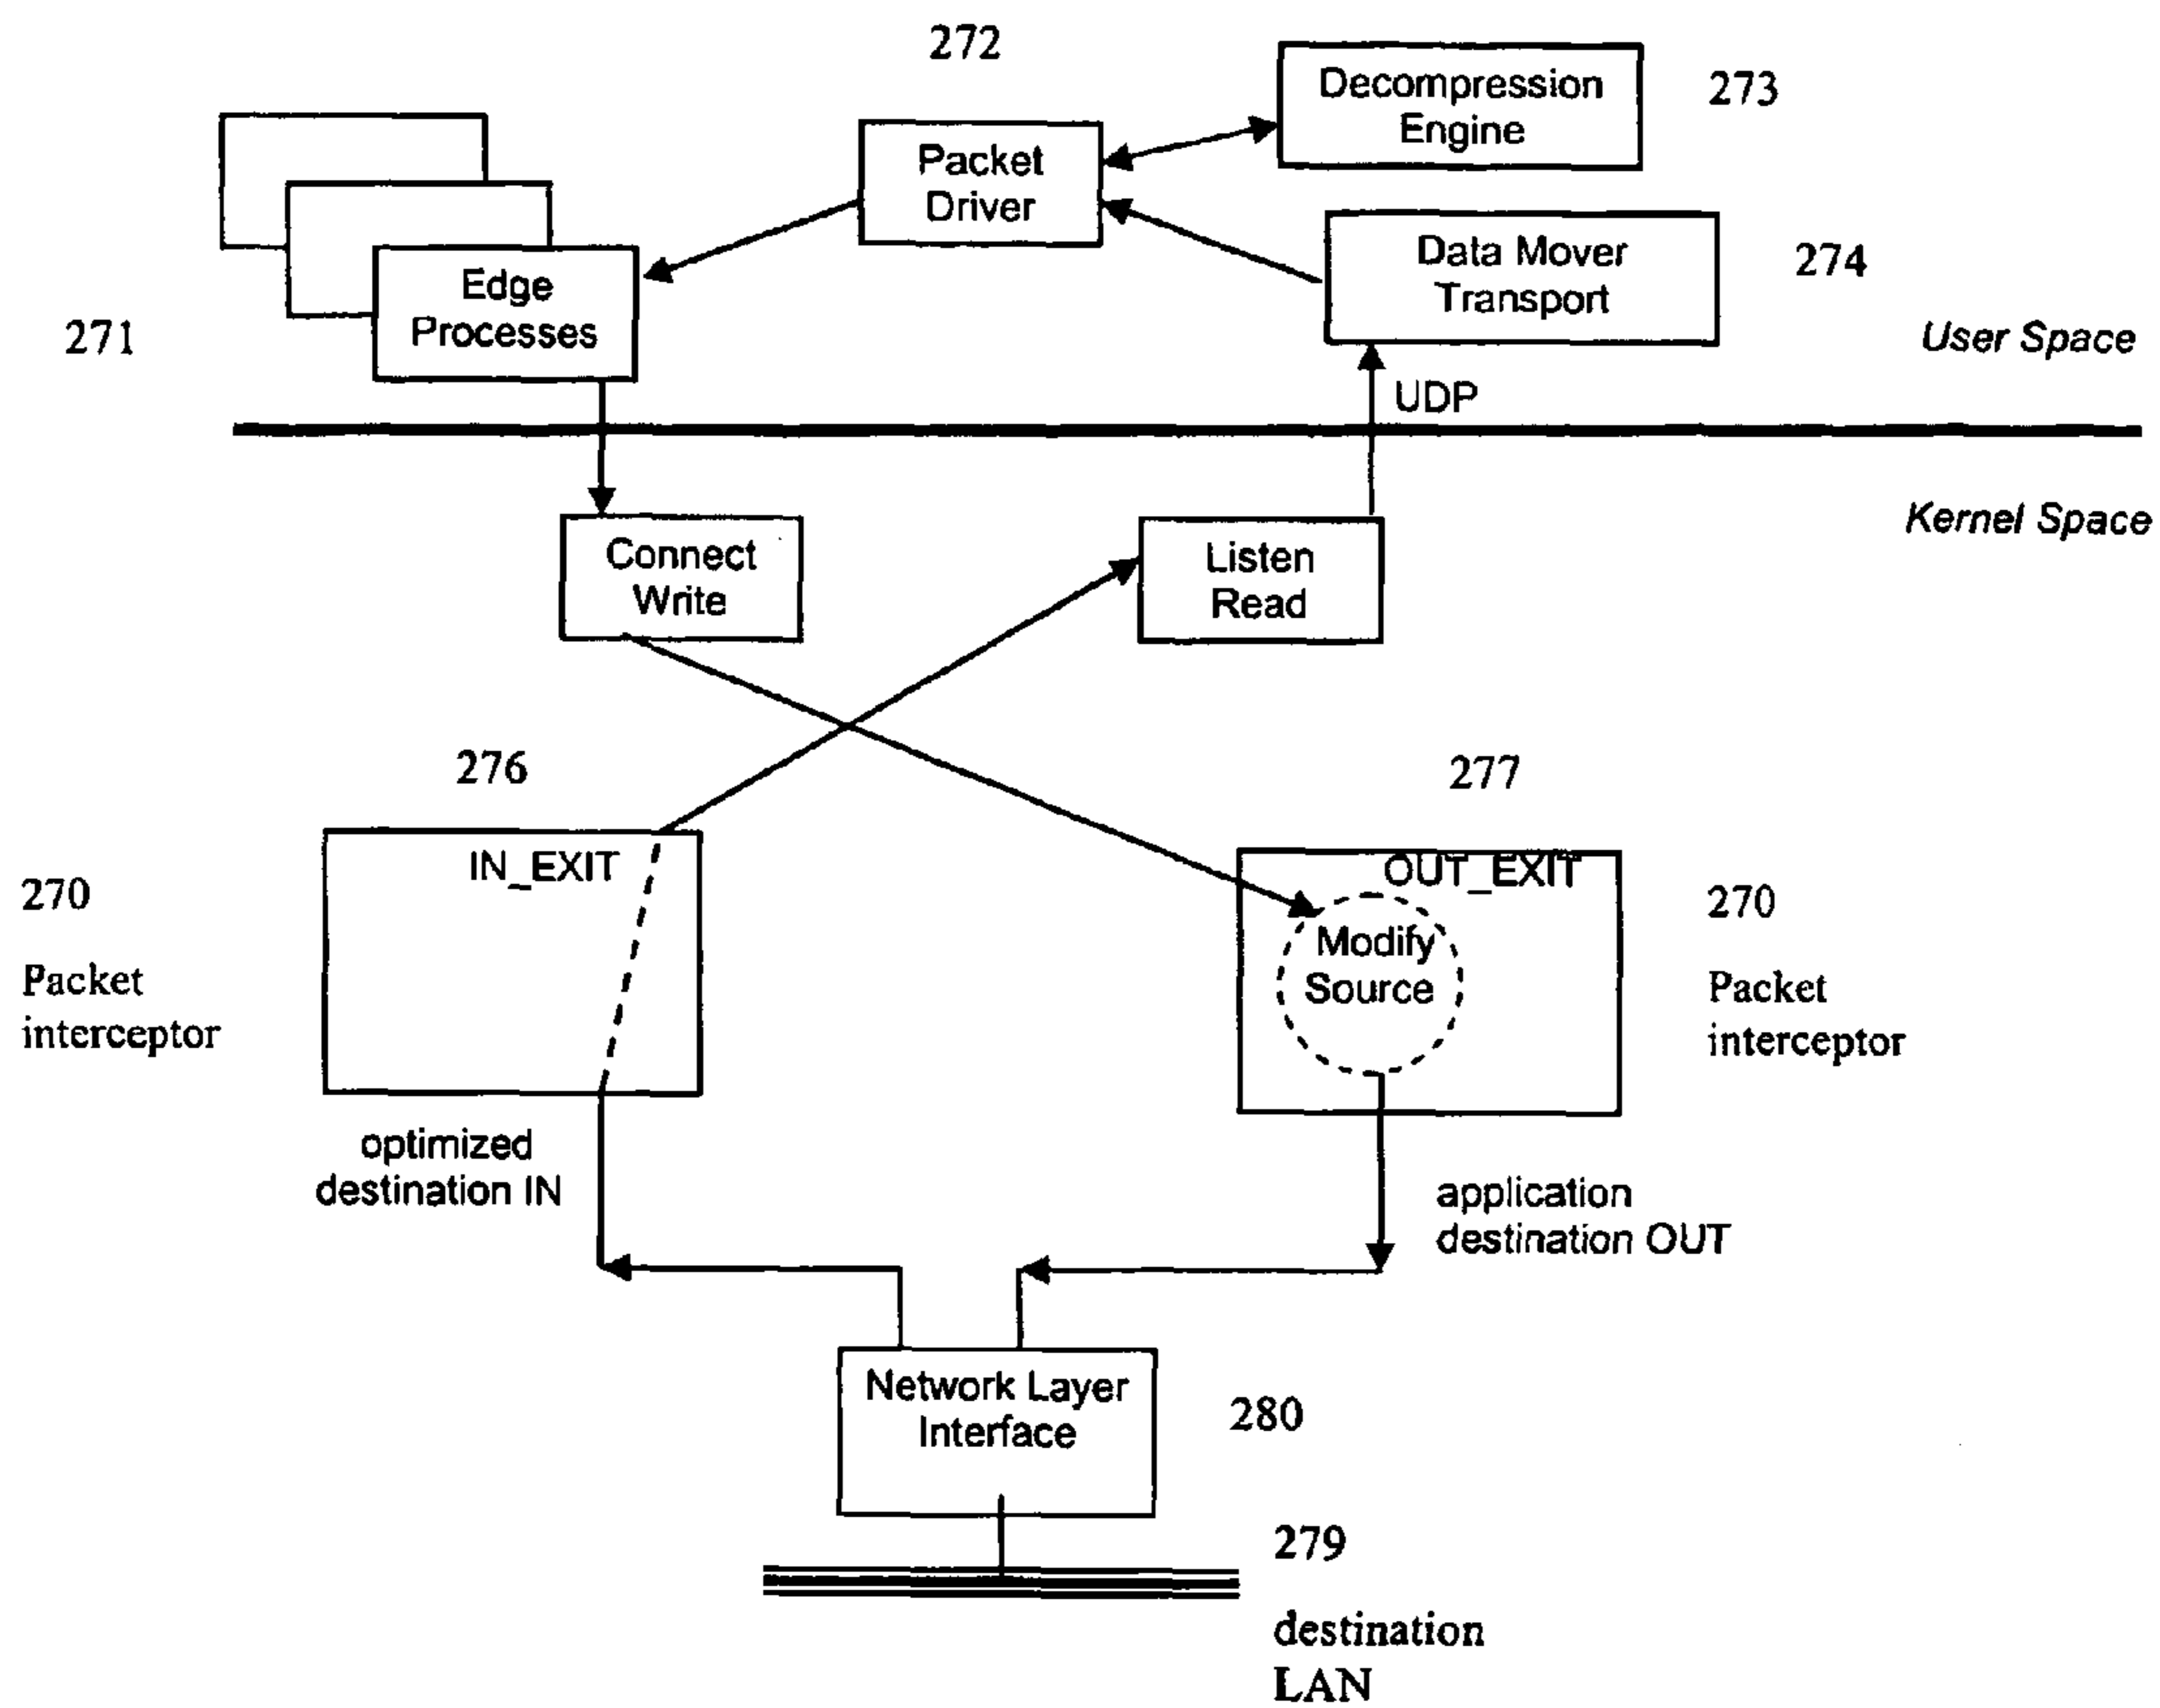 272
Decompression
Engine
273
Packet
Driver
Data Mover
Transport
274
Edge
Processes
271
User Space
UDP
Kernel Space
Connect
Write
Listen
Read
276
277
IN_EXIT
OUT_EXIT
270
270
Modify
Source
Packet
interceptor
Packet
interceptor
optimized
destination IN
application
destination OUT
Network Layer
Interface
280
279
destination
LAN